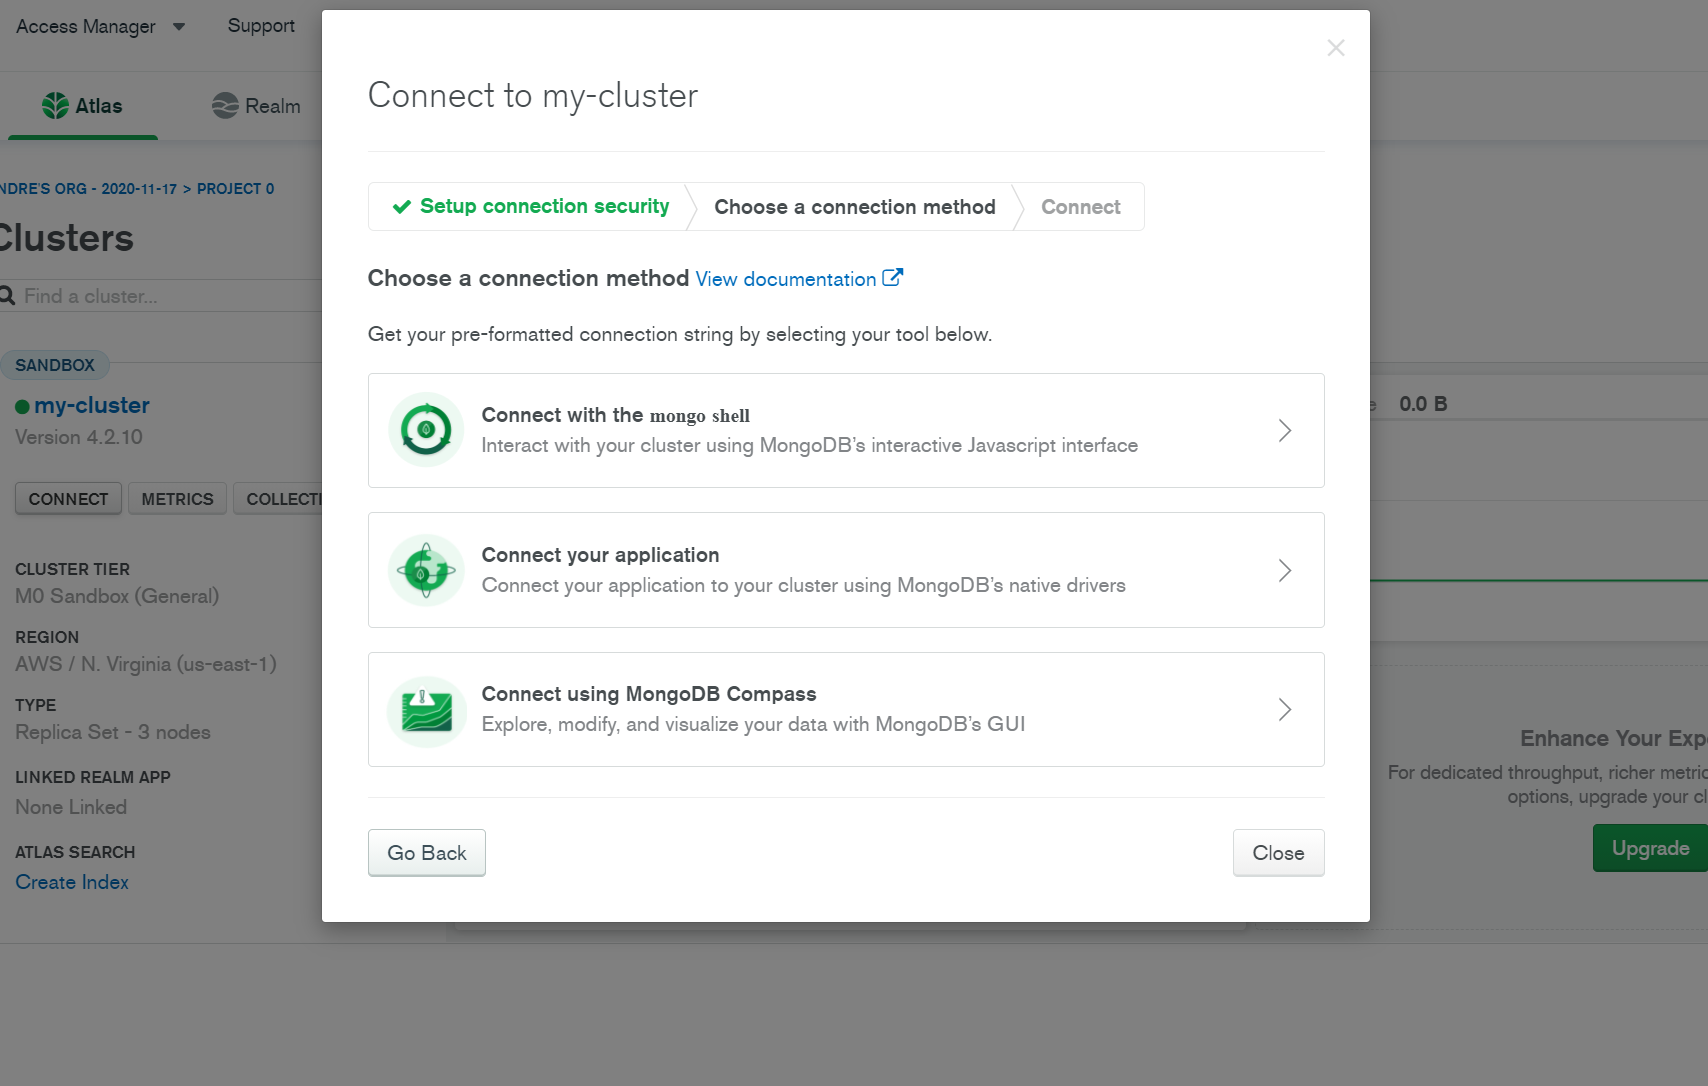 Access Manager
Support
Atlas
Realm
NDRE'S ORG - 2020-11-17 > PROJECT 0
Clusters
Find a cluster...
SANDBOX
my-cluster
Version 4.2.10
CONNECT
METRICS
COLLECTI
CLUSTER TIER
M0 Sandbox (General)
REGION
AWS / N. Virginia (us-east-1)
TYPE
Replica Set - 3 nodes
LINKED REALM APP
None Linked
ATLAS SEARCH
Create Index
Connect to my-cluster
Setup connection security
Choose a connection method
Connect
Choose a connection method View documentation
Get your pre-formatted connection string by selecting your tool below.
Connect with the mongo shell
Interact with your cluster using MongoDB’s interactive Javascript interface
Connect your application
Connect your application to your cluster using MongoDB’s native drivers
Connect using MongoDB Compass
Explore, modify, and visualize your data with MongoDB’s GUI
Go Back
Close
e 0.0 B
Enhance Your Exp
For dedicated throughput, richer metric
options, upgrade your cl
Upgrade